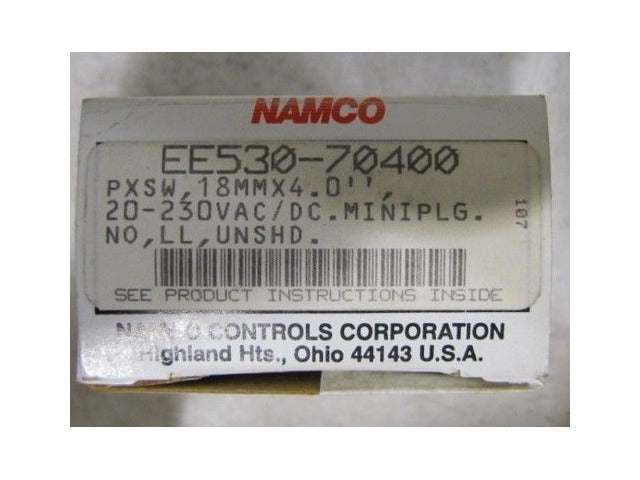 NAMCO
EE530-70400
PXSW,18MMX4.0'',
20-230VAC/DC.MINIPLG.
NO,LL,UNSHD.
107
SEE PRODUCT INSTRUCTIONS INSIDE
NAMCO CONTROLS CORPORATION
Highland Hts., Ohio 44143 U.S.A.